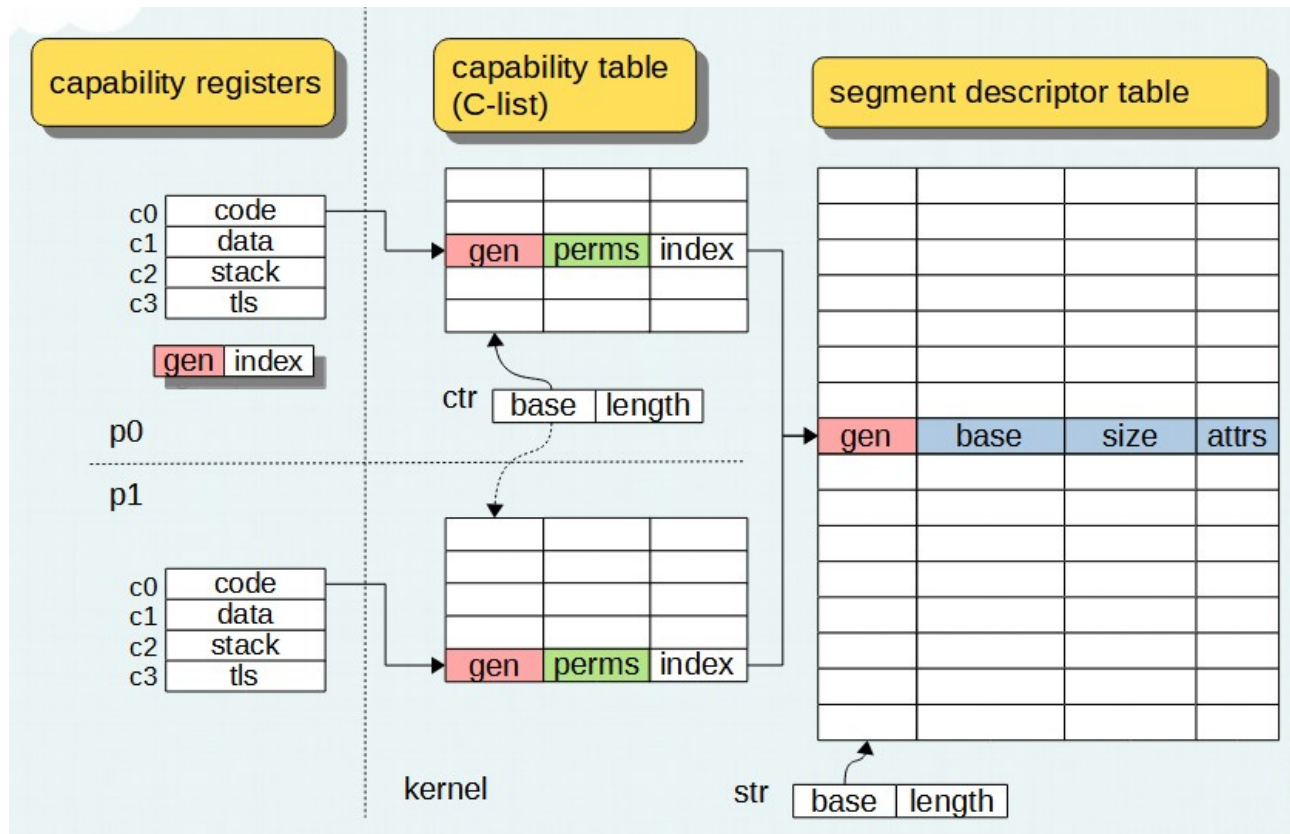 capability registers
capability table
(C-list)
segment descriptor table
c0 code
c1 data
c2 stack
c3 tls
gen index
gen perms index
ctr base length
p0
gen base size attrs
p1
c0 code
c1 data
c2 stack
c3 tls
gen perms index
kernel
str base length